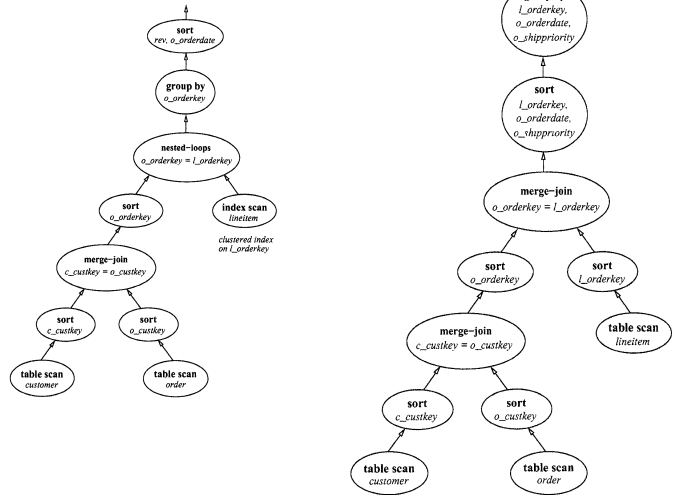 sort
rev, o_orderdate
group by
o_orderkey
nested-loops
o_orderkey = l_orderkey
sort
o_orderkey
index scan
lineitem
clustered index
on l_orderkey
merge-join
c_custkey = o_custkey
sort
c_custkey
sort
o_custkey
table scan
customer
table scan
order
l_orderkey,
o_orderdate,
o_shippriority
sort
l_orderkey,
o_orderdate,
o_shippriority
merge-join
o_orderkey = l_orderkey
sort
o_orderkey
sort
l_orderkey
table scan
lineitem
merge-join
c_custkey = o_custkey
sort
c_custkey
sort
o_custkey
table scan
customer
table scan
order